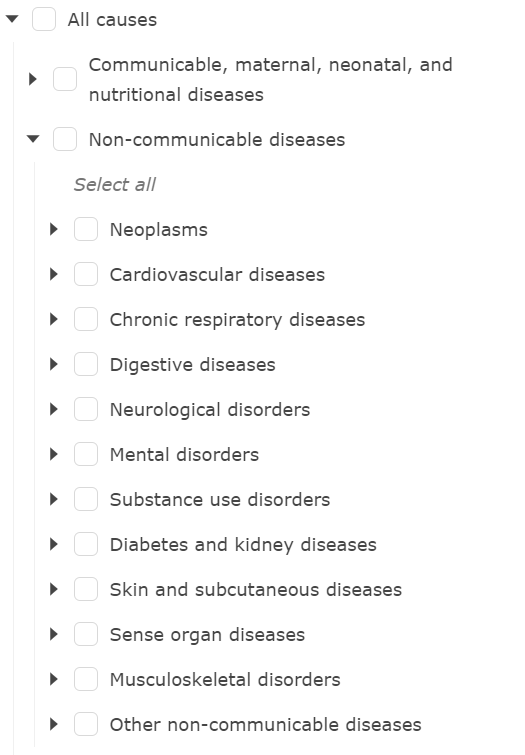 All causes
Communicable, maternal, neonatal, and
nutritional diseases
Non-communicable diseases
Select all
Neoplasms
Cardiovascular diseases
Chronic respiratory diseases
Digestive diseases
Neurological disorders
Mental disorders
Substance use disorders
Diabetes and kidney diseases
Skin and subcutaneous diseases
Sense organ diseases
Musculoskeletal disorders
Other non-communicable diseases